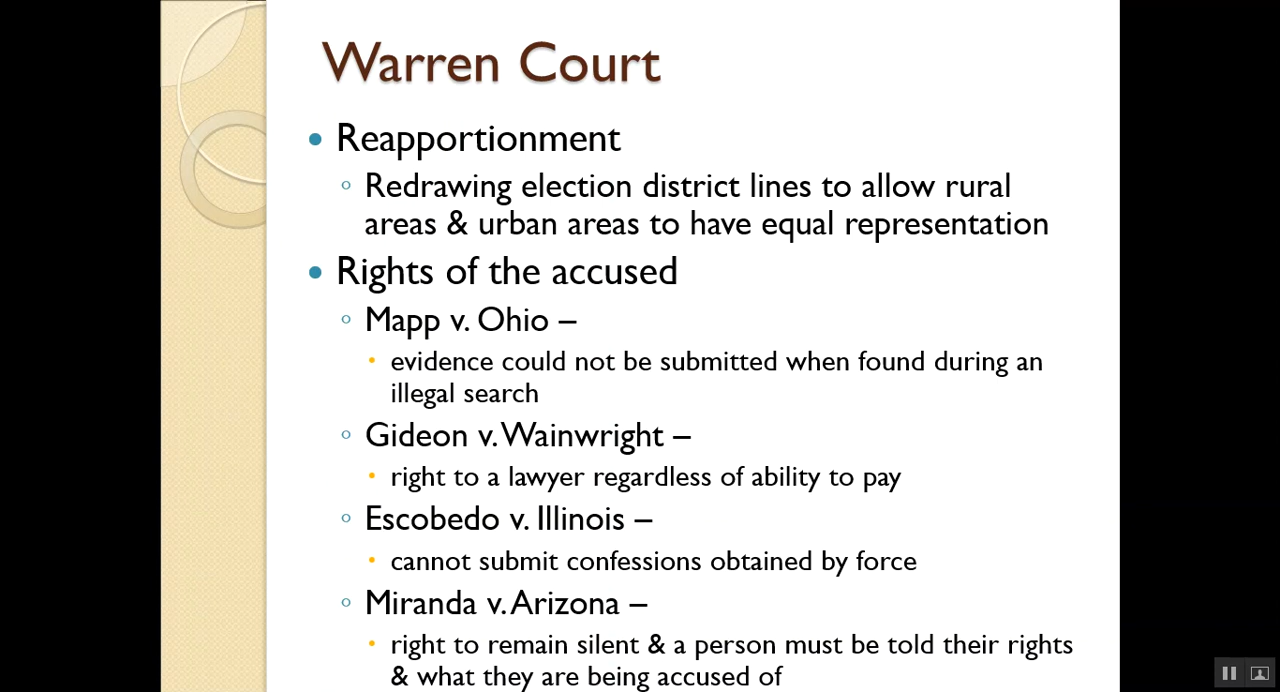 Warren Court
Reapportionment
Redrawing election district lines to allow rural
areas & urban areas to have equal representation
Rights of the accused
Mapp v. Ohio –
evidence could not be submitted when found during an
illegal search
Gideon v. Wainwright –
right to a lawyer regardless of ability to pay
Escobedo v. Illinois –
cannot submit confessions obtained by force
Miranda v. Arizona –
right to remain silent & a person must be told their rights
& what they are being accused of